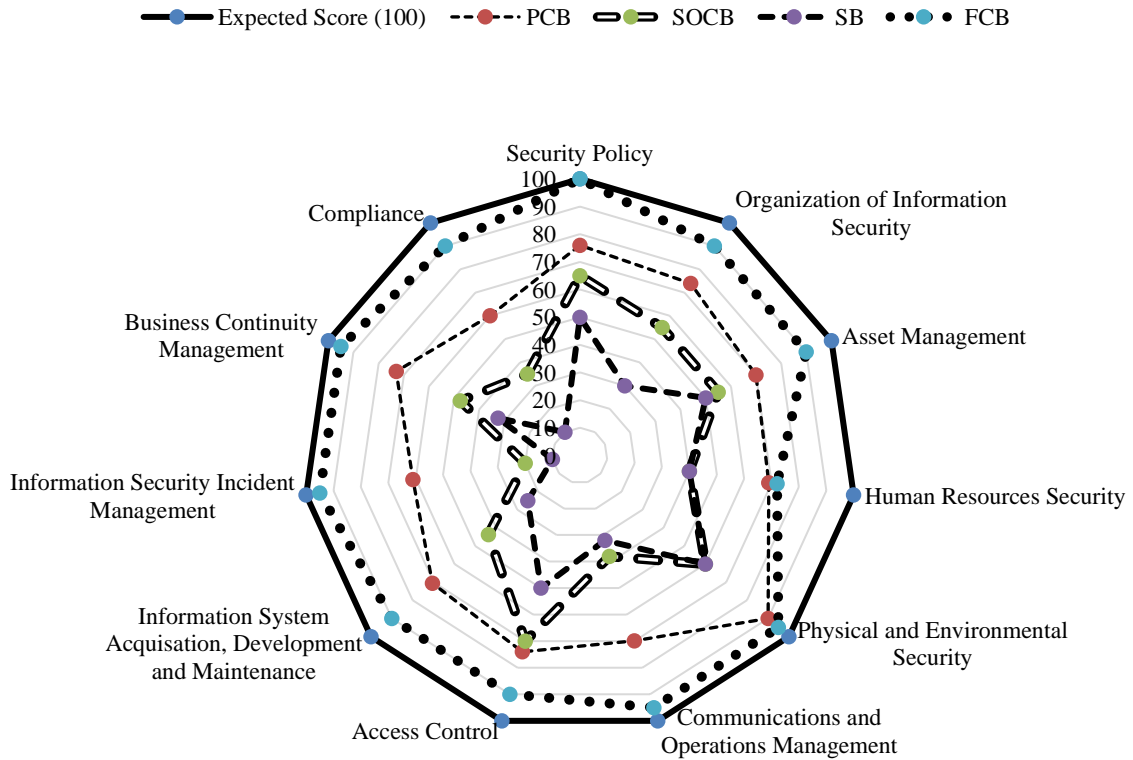 Expected Score (100) PCB SOCB SB FCB
Security Policy
Organization of Information
Security
Asset Management
Human Resources Security
Physical and Environmental
Security
Communications and
Operations Management
Access Control
Information System
Acquisation, Development
and Maintenance
Information Security Incident
Management
Business Continuity
Management
Compliance
100
90
80
70
60
50
40
30
20
10
0